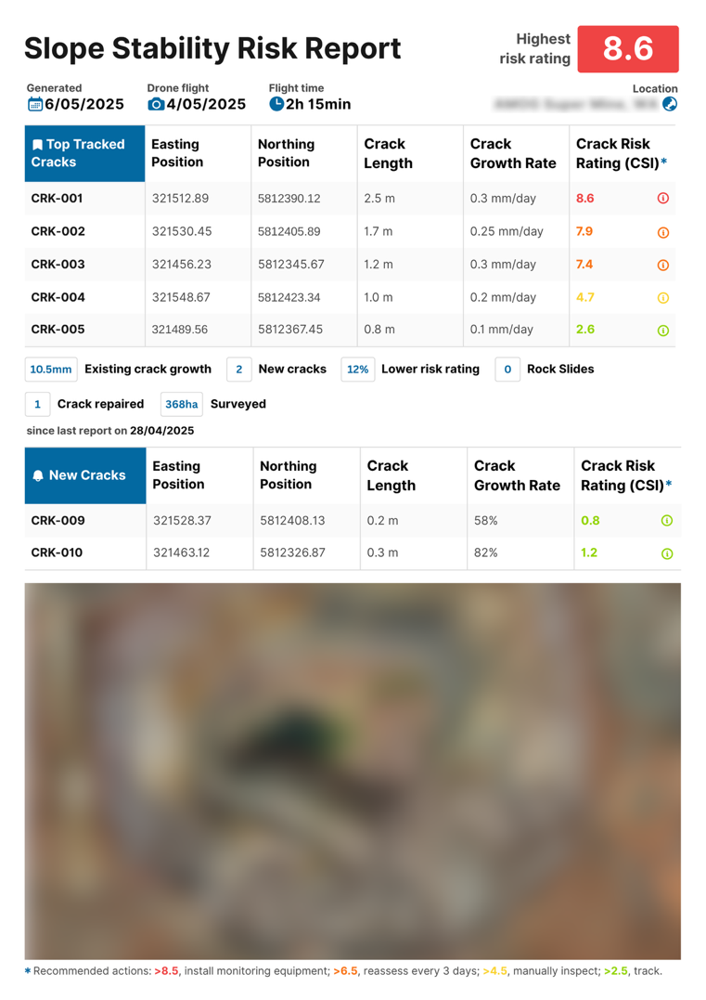 Slope Stability Risk Report
Highest
risk rating
8.6
Generated
6/05/2025
Drone flight
4/05/2025
Flight time
2h 15min
Location
Top Tracked Cracks Easting Position Northing Position Crack Length Crack Growth Rate Crack Risk Rating (CSI)*
CRK-001 321512.89 5812390.12 2.5 m 0.3 mm/day 8.6
CRK-002 321530.45 5812405.89 1.7 m 0.25 mm/day 7.9
CRK-003 321456.23 5812345.67 1.2 m 0.3 mm/day 7.4
CRK-004 321548.67 5812423.34 1.0 m 0.2 mm/day 4.7
CRK-005 321489.56 5812367.45 0.8 m 0.1 mm/day 2.6
10.5mm Existing crack growth 2 New cracks 12% Lower risk rating 0 Rock Slides
1 Crack repaired 368ha Surveyed
since last report on 28/04/2025
New Cracks Easting Position Northing Position Crack Length Crack Growth Rate Crack Risk Rating (CSI)*
CRK-009 321528.37 5812408.13 0.2 m 58% 0.8
CRK-010 321463.12 5812326.87 0.3 m 82% 1.2
* Recommended actions: >8.5, install monitoring equipment; >6.5, reassess every 3 days; >4.5, manually inspect; >2.5, track.